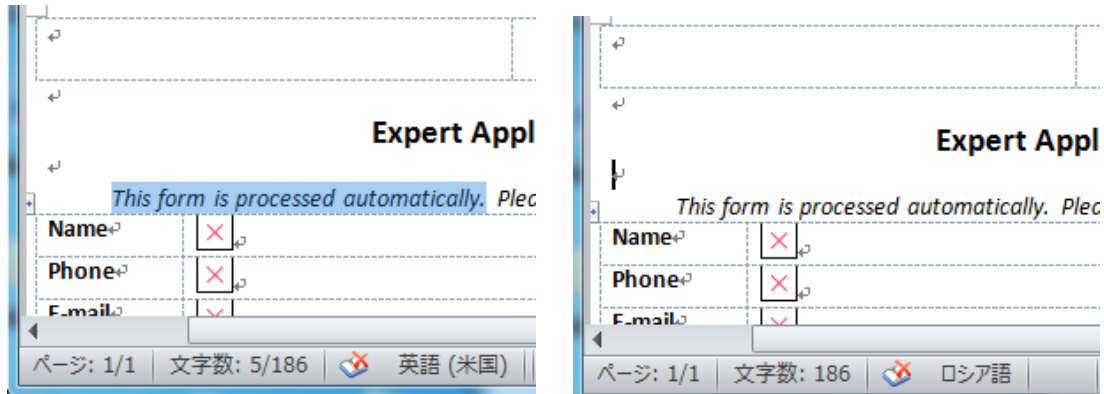 Expert Appl
This form is processed automatically. Plea
Name
Phone
E-mail
ページ: 1/1 文字数: 5/186 英語 (米国)
Expert Appl
This form is processed automatically. Plea
Name
Phone
E-mail
ページ: 1/1 文字数: 186 ロシア語